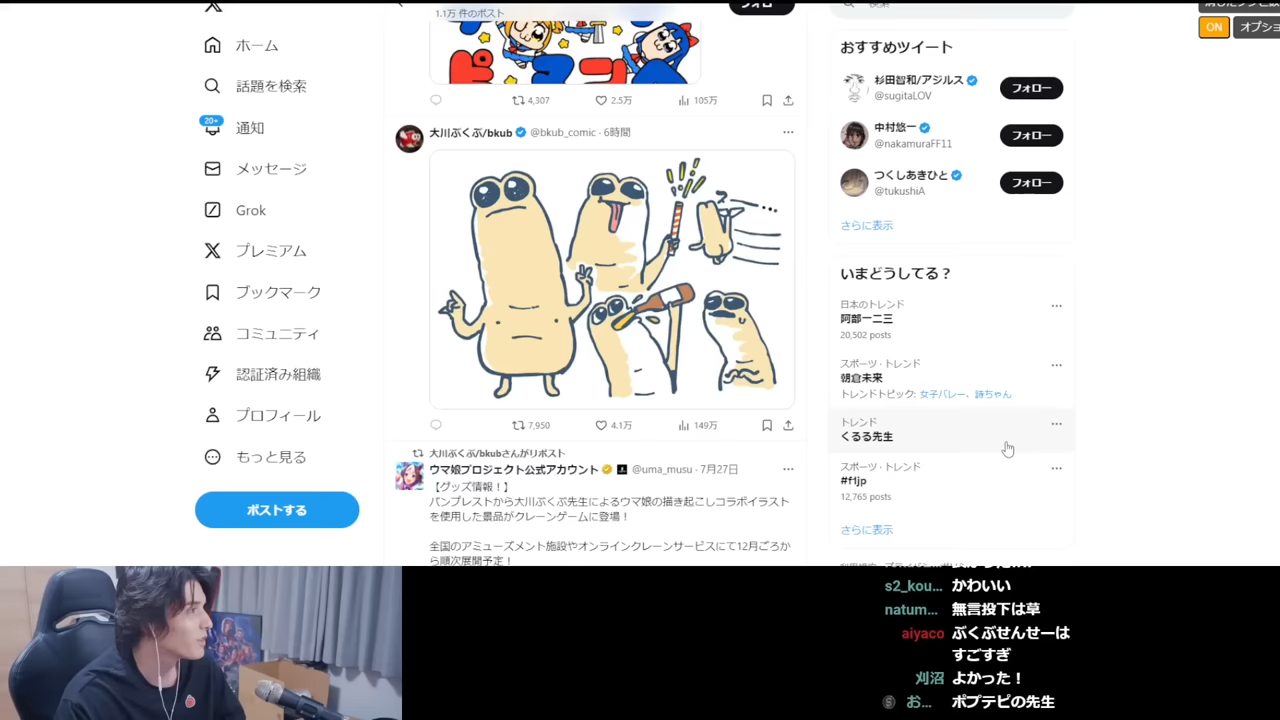 ホーム
話題を検索
20+
通知
メッセージ
Grok
プレミアム
ブックマーク
コミュニティ
認証済み組織
プロフィール
もっと見る
ポストする
1.1万 件のポスト
4,307
2.5万
105万
大川ぶくぶ/bkub @bkub_comic · 6時間
7,950
4.1万
149万
大川ぶくぶ/bkubさんがリポスト
ウマ娘プロジェクト公式アカウント @uma_musu · 7月27日
【グッズ情報！】
バンプレストから大川ぶくぶ先生によるウマ娘の描き起こしコラボイラスト
を使用した景品がクレーンゲームに登場！
全国のアミューズメント施設やオンラインクレーンサービスにて12月ごろか
ら順次展開予定！
おすすめツイート
杉田智和/アジルス
@sugitaLOV
フォロー
中村悠一
@nakamuraFF11
フォロー
つくしあきひと
@tukushiA
フォロー
さらに表示
いまどうしてる？
日本のトレンド
阿部一二三
20,502 posts
スポーツ · トレンド
朝倉未来
トレンドトピック: 女子バレー、詩ちゃん
トレンド
くるる先生
スポーツ · トレンド
#f1jp
12,765 posts
さらに表示
ON
オプショ
s2_kou... かわいい
natum... 無言投下は草
aiyaco ぶくぶせんせーは
すごすぎ
刈沼 よかった！
お... ポプテピの先生